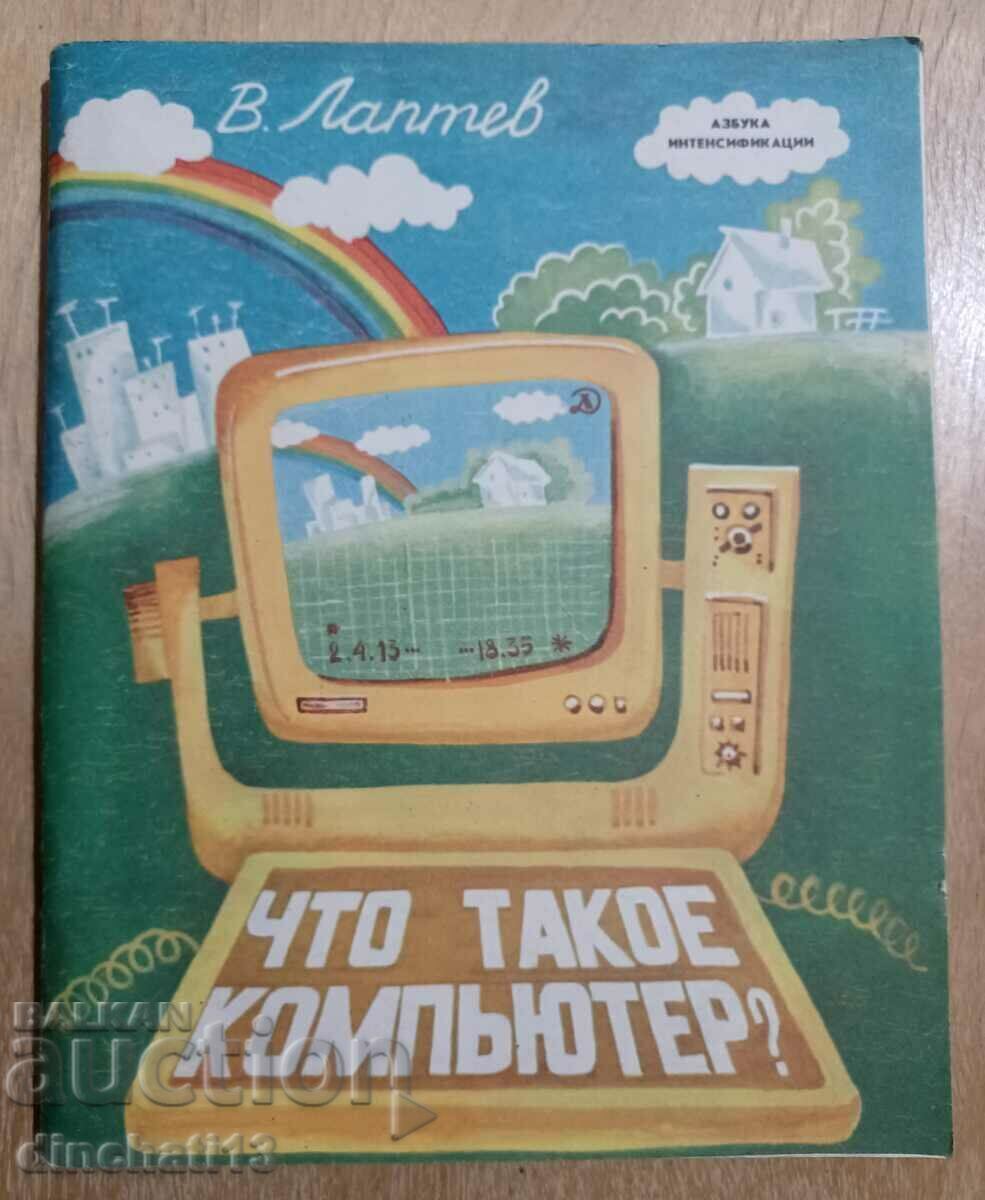 В. Лаптев
АЗБУКА
ИНТЕНСИФИКАЦИИ
2.4.13... ...18.35 *
ЧТО ТАКОЕ
КОМПЬЮТЕР?
BALKAN
auction
dinchati13